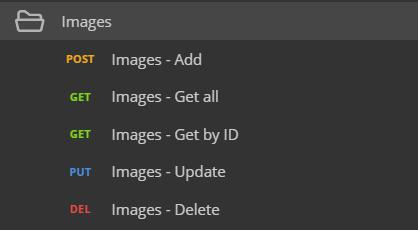 Images
POST Images - Add
GET Images - Get all
GET Images - Get by ID
PUT Images - Update
DEL Images - Delete